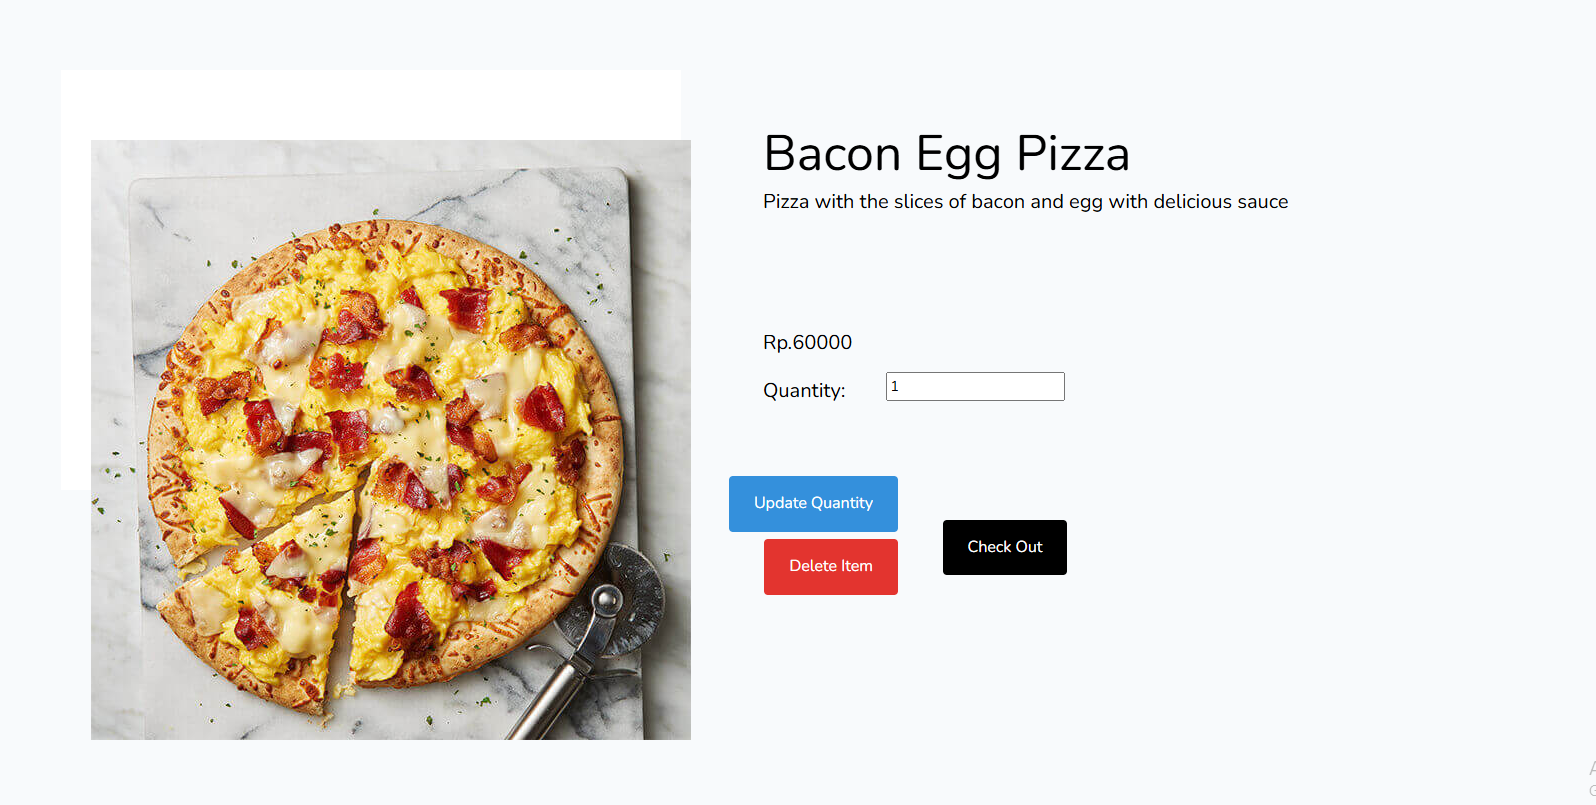 Bacon Egg Pizza
Pizza with the slices of bacon and egg with delicious sauce
Rp.60000
Quantity: 1
Update Quantity
Check Out
Delete Item